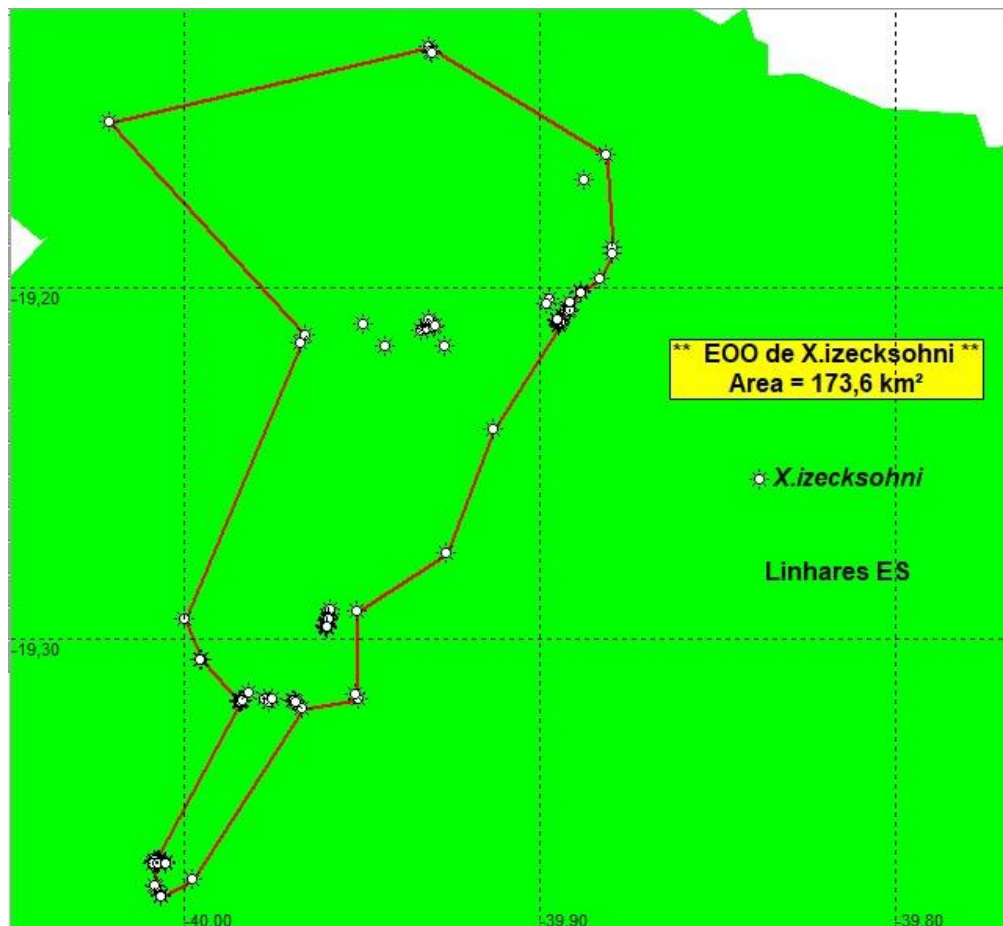 -19,20
** EOO de X.izecksohni **
Area = 173,6 km²
X.izecksohni
Linhares ES
-19,30
-40,00
-39,90
-39,80